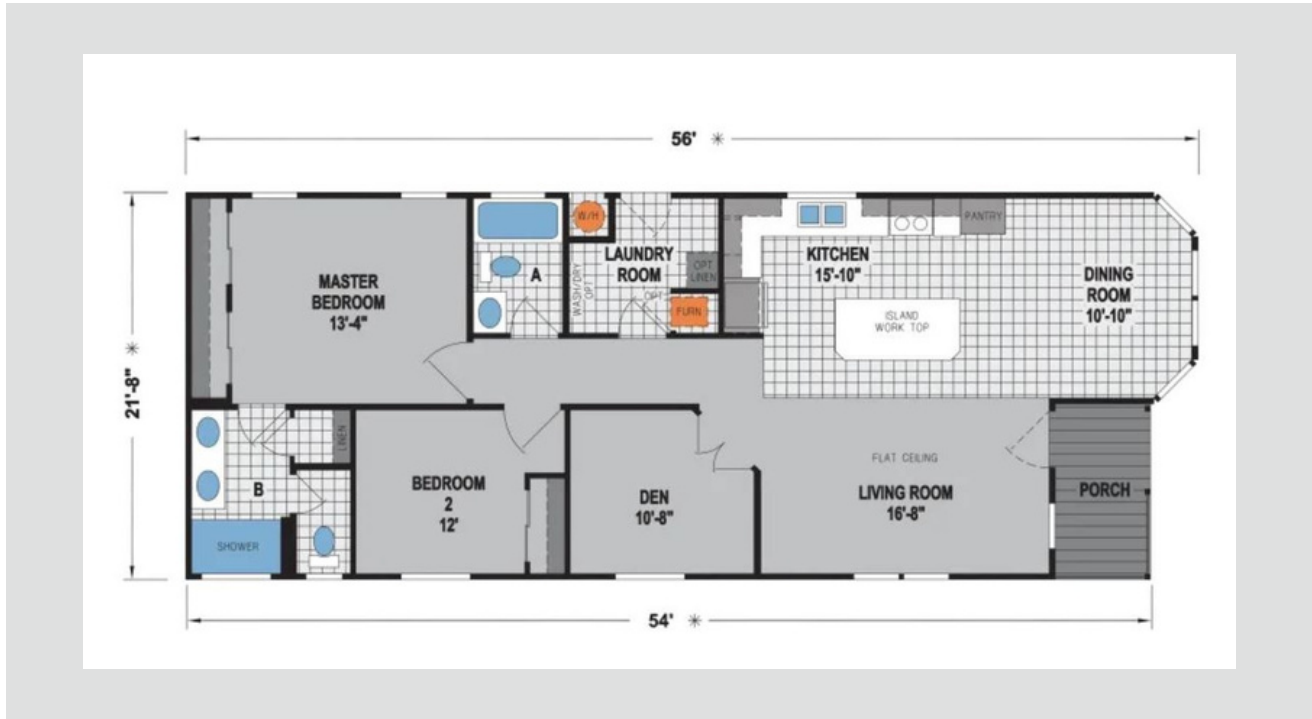 56' ✳
21'-8" ✳
MASTER
BEDROOM
13'-4"
A
W/H
LAUNDRY
ROOM
WASH/DRY
OPT
OPT
LINEN
OPT
FURN
KITCHEN
15'-10"
PANTRY
ISLAND
WORK TOP
DINING
ROOM
10'-10"
LINEN
B
SHOWER
BEDROOM
2
12'
DEN
10'-8"
FLAT CEILING
LIVING ROOM
16'-8"
PORCH
54' ✳